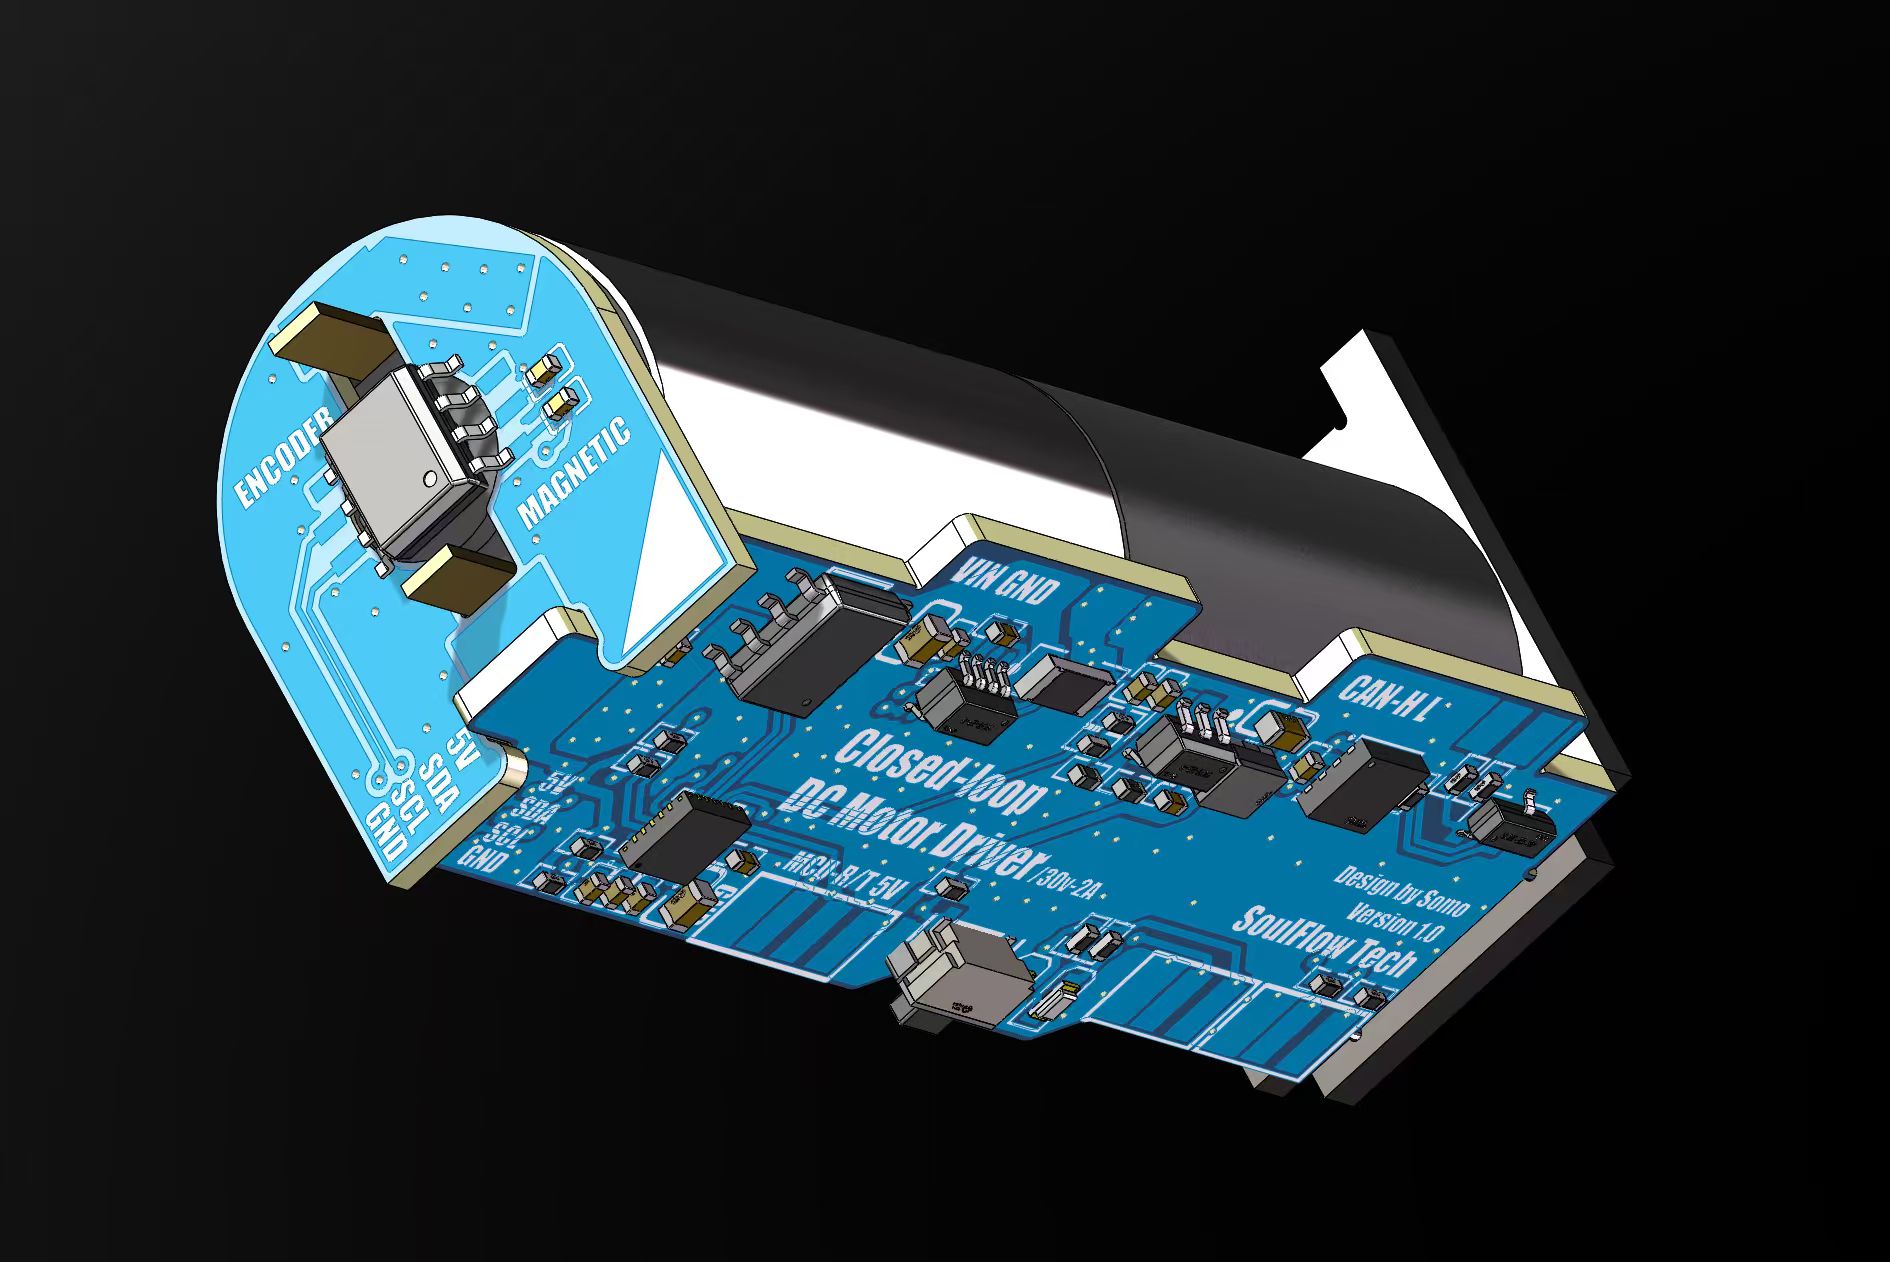 ENCODER
MAGNETIC
5V
SDA
SCL
GND
VIN GND
CAN-H L
Closed-loop
DC Motor Driver/30v-2A
5V
SDA
SCL
GND
MCU-R/T 5V
Design by Somo
Version 1.0
SoulFlow Tech